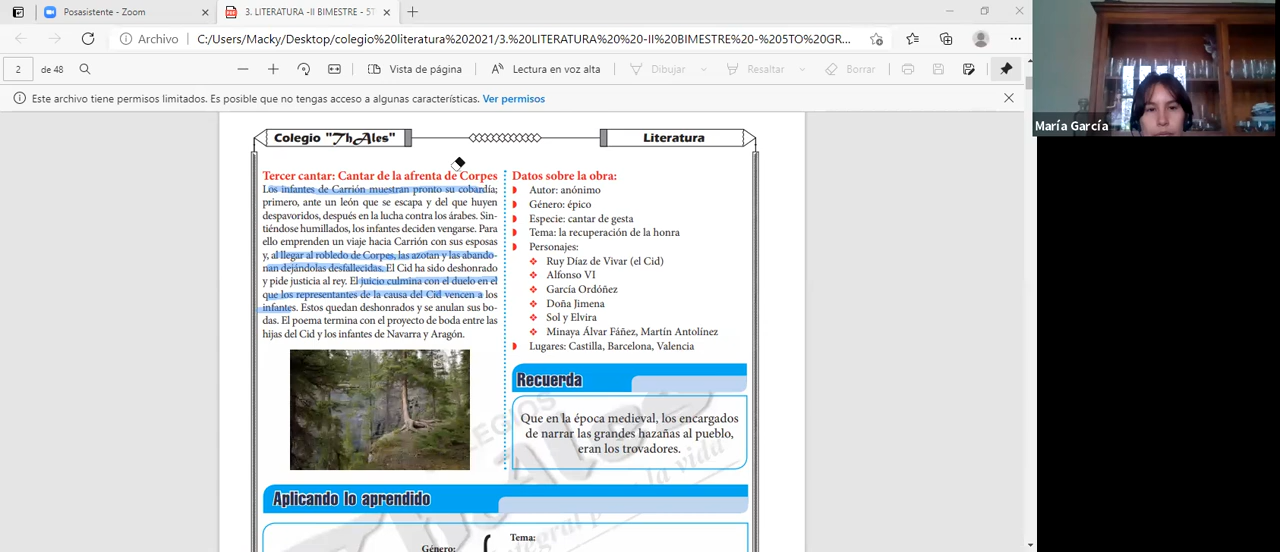 Posasistente - Zoom
3. LITERATURA -II BIMESTRE - 5T
Archivo
C:/Users/Macky/Desktop/colegio%20literatura%202021/3.%20LITERATURA%20%20-II%20BIMESTRE%20-%205TO%20GR...
2
de 48
Vista de página
Lectura en voz alta
Dibujar
Resaltar
Borrar
Este archivo tiene permisos limitados. Es posible que no tengas acceso a algunas características. Ver permisos
María García
Colegio "ThAles"
Literatura
Tercer cantar: Cantar de la afrenta de Corpes
Los infantes de Carrión muestran pronto su cobardía;
primero, ante un león que se escapa y del que huyen
despavoridos, después en la lucha contra los árabes. Sin-
tiéndose humillados, los infantes deciden vengarse. Para
ello emprenden un viaje hacia Carrión con sus esposas
y, al llegar al robledo de Corpes, las azotan y las abando-
nan dejándolas desfallecidas. El Cid ha sido deshonrado
y pide justicia al rey. El juicio culmina con el duelo en el
que los representantes de la causa del Cid vencen a los
infantes. Estos quedan deshonrados y se anulan sus bo-
das. El poema termina con el proyecto de boda entre las
hijas del Cid y los infantes de Navarra y Aragón.
Datos sobre la obra:
Autor: anónimo
Género: épico
Especie: cantar de gesta
Tema: la recuperación de la honra
Personajes:
Ruy Díaz de Vivar (el Cid)
Alfonso VI
García Ordóñez
Doña Jimena
Sol y Elvira
Minaya Álvar Fáñez, Martín Antolínez
Lugares: Castilla, Barcelona, Valencia
Recuerda
Que en la época medieval, los encargados
de narrar las grandes hazañas al pueblo,
eran los trovadores.
Aplicando lo aprendido
Género:
Tema: